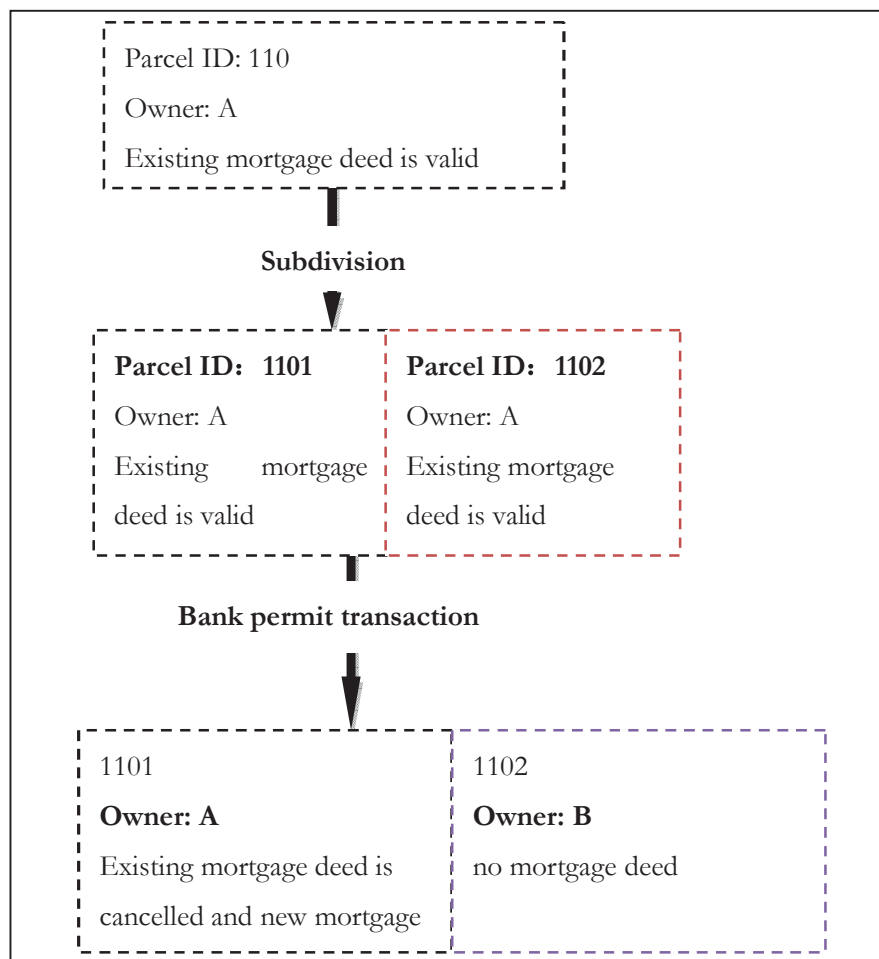 Parcel ID: 110
Owner: A
Existing mortgage deed is valid
Subdivision
Parcel ID：1101
Owner: A
Existing mortgage
deed is valid
Parcel ID：1102
Owner: A
Existing mortgage
deed is valid
Bank permit transaction
1101
Owner: A
Existing mortgage deed is
cancelled and new mortgage
1102
Owner: B
no mortgage deed